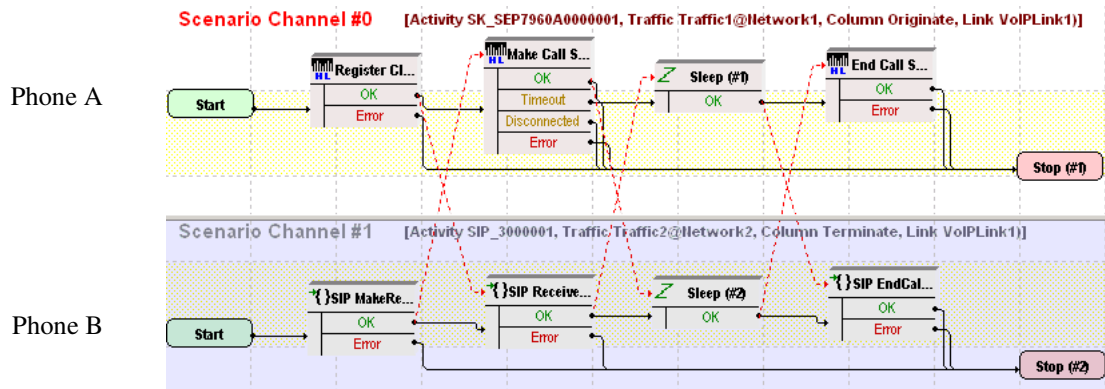 Scenario Channel #0 [Activity SK_SEP7960A0000001, Traffic Traffic1@Network1, Column Originate, Link VoIPLink1)]
Phone A
Start
HL Register Cl...
OK
Error
HL Make Call S...
OK
Timeout
Disconnected
Error
Sleep (#1)
OK
HL End Call S...
OK
Error
Stop (#1)
Scenario Channel #1 [Activity SIP_3000001, Traffic Traffic2@Network2, Column Terminate, Link VoIPLink1)]
Phone B
Start
{}SIP MakeRe...
OK
Error
{}SIP Receive...
OK
Error
Sleep (#2)
OK
{}SIP EndCal...
OK
Error
Stop (#2)